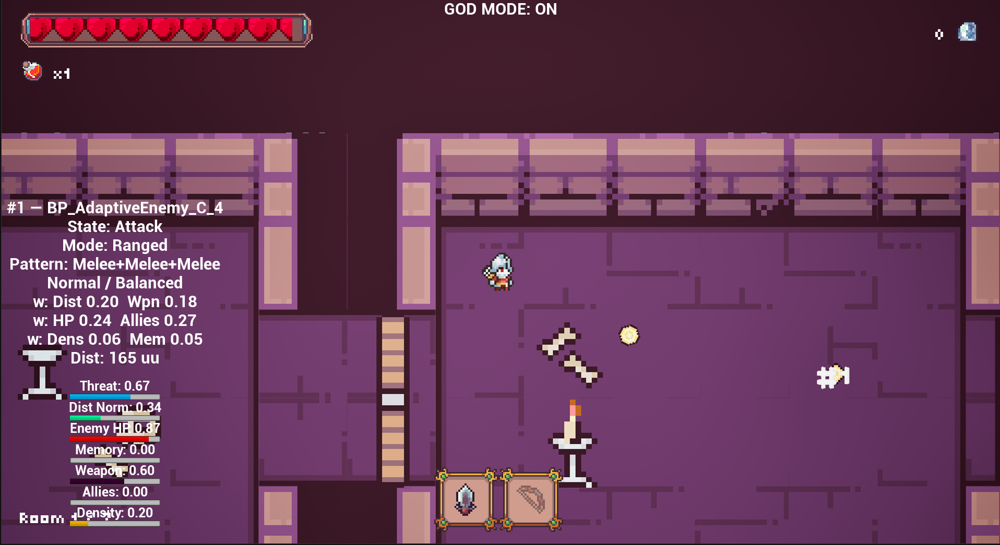 GOD MODE: ON
0
x1
#1 — BP_AdaptiveEnemy_C_4
State: Attack
Mode: Ranged
Pattern: Melee+Melee+Melee
Normal / Balanced
w: Dist 0.20 Wpn 0.18
w: HP 0.24 Allies 0.27
w: Dens 0.06 Mem 0.05
Dist: 165 uu
#1
Threat: 0.67
Dist Norm: 0.34
Enemy HP: 0.87
Memory: 0.00
Weapon: 0.60
Allies: 0.00
Density: 0.20
Room